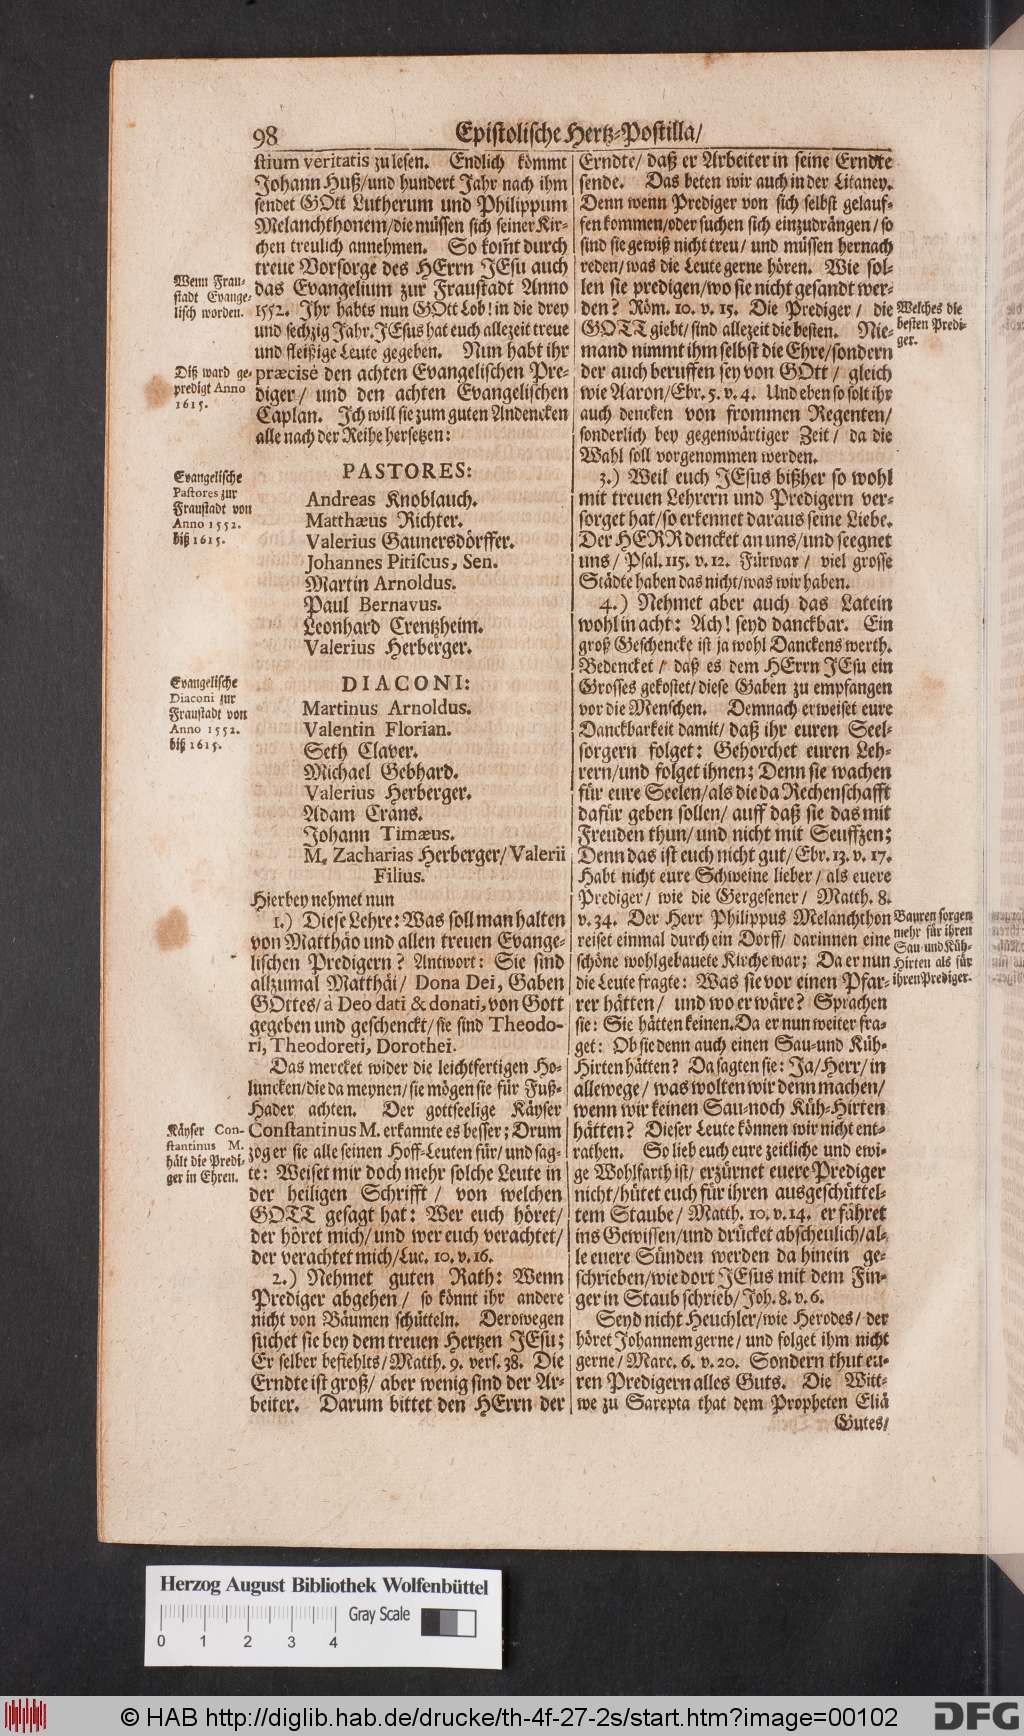 98
Epistolische Hertz-Postilla/
stium veritatis zu lesen. Endlich kömmt
Johann Huß/und hundert Jahr nach ihm
sendet GOtt Lutherum und Philippum
Melanchthonem/die müssen sich seiner Kir-
chen treulich annehmen. So kom̃t durch
treue Vorsorge des HErrn JEsu auch
das Evangelium zur Fraustadt Anno
1552. Ihr habts nun GOtt Lob! in die drey
und sechzig Jahr. JEsus hat euch allezeit treue
und fleißige Leute gegeben. Nun habt ihr
præcisè den achten Evangelischen Pre-
diger/ und den achten Evangelischen
Caplan. Ich will sie zum guten Andencken
alle nach der Reihe hersetzen:
Wenn Frau-
stadt Evange-
lisch worden.
Diß ward ge-
predigt Anno
1615.
PASTORES:
Evangelische
Pastores zur
Fraustadt von
Anno 1552.
biß 1615.
Andreas Knoblauch.
Matthæus Richter.
Valerius Gaunersdörffer.
Johannes Pitiscus, Sen.
Martin Arnoldus.
Paul Bernavus.
Leonhard Crentzheim.
Valerius Herberger.
DIACONI:
Evangelische
Diaconi zur
Fraustadt von
Anno 1552.
biß 1615.
Martinus Arnoldus.
Valentin Florian.
Seth Claver.
Michael Gebhard.
Valerius Herberger.
Adam Crans.
Johann Timæus.
M. Zacharias Herberger/ Valerii
Filius.
Hierbey nehmet nun
1.) Diese Lehre: Was soll man halten
von Matthäo und allen treuen Evange-
lischen Predigern? Antwort: Sie sind
allzumal Matthäi/ Dona Dei, Gaben
GOttes/ à Deo dati & donati, von Gott
gegeben und geschenckt/ sie sind Theodo-
ri, Theodoreti, Dorothei.
Das mercket wider die leichtfertigen Ho-
luncken/die da meynen/ sie mögen sie für Fuß-
Hader achten. Der gottseelige Käyser
Constantinus M. erkannte es besser; Drum
zog er sie alle seinen Hoff-Leuten für/ und sag-
te: Weiset mir doch mehr solche Leute in
der heiligen Schrifft/ von welchen
GOTT gesagt hat: Wer euch höret/
der höret mich/ und wer euch verachtet/
der verachtet mich/ Luc. 10. v. 16.
Käyser Con-
stantinus M.
hält die Predi-
ger in Ehren.
2.) Nehmet guten Rath: Wenn
Prediger abgehen/ so könnt ihr andere
nicht von Bäumen schütteln. Derowegen
suchet sie bey dem treuen Hertzen JEsu;
Er selber befiehlts/ Matth. 9. vers. 38. Die
Erndte ist groß/ aber wenig sind der Ar-
beiter. Darum bittet den HErrn der
Erndte/ daß er Arbeiter in seine Erndte
sende. Das beten wir auch in der Litaney.
Denn wenn Prediger von sich selbst gelauf-
fen kommen/oder suchen sich einzudrängen/ so
sind sie gewiß nicht treu/ und müssen hernach
reden/ was die Leute gerne hören. Wie sol-
len sie predigen/ wo sie nicht gesandt wer-
den? Röm. 10. v. 15. Die Prediger/ die
GOTT giebt/ sind allezeit die besten. Nie-
mand nimmt ihm selbst die Ehre/ sondern
der auch beruffen sey von GOtt/ gleich
wie Aaron/ Ebr. 5. v. 4. Und eben so solt ihr
auch dencken von frommen Regenten/
sonderlich bey gegenwärtiger Zeit/ da die
Wahl soll vorgenommen werden.
Welches die
besten Predi-
ger.
3.) Weil euch JEsus bißher so wohl
mit treuen Lehrern und Predigern ver-
sorget hat/ so erkennet daraus seine Liebe.
Der HERR dencket an uns/ und seegnet
uns/ Psal. 115. v. 12. Fürwar/ viel grosse
Städte haben das nicht/ was wir haben.
4.) Nehmet aber auch das Latein
wohl in acht: Ach! seyd danckbar. Ein
groß Geschencke ist ja wohl Danckens werth.
Bedencket/ daß es dem HErrn JEsu ein
Grosses gekostet/ diese Gaben zu empfangen
vor die Menschen. Demnach erweiset eure
Danckbarkeit damit/ daß ihr euren Seel-
sorgern folget: Gehorchet euren Leh-
rern/ und folget ihnen; Denn sie wachen
für eure Seelen/ als die da Rechenschafft
dafür geben sollen/ auff daß sie das mit
Freuden thun/ und nicht mit Seuffzen;
Denn das ist euch nicht gut/ Ebr. 13. v. 17.
Habt nicht eure Schweine lieber/ als euere
Prediger/ wie die Gergesener/ Matth. 8.
v. 34. Der Herr Philippus Melanchthon
reiset einmal durch ein Dorff/ darinnen eine
schöne wohlgebauete Kirche war; Da er nun
die Leute fragte: Was sie vor einen Pfar-
rer hätten/ und wo er wäre? Sprachen
sie: Sie hätten keinen. Da er nun weiter fra-
get: Ob sie denn auch einen Sau- und Küh-
Hirten hätten? Da sagten sie: Ja/ Herr/ in
allewege/ was wolten wir denn machen/
wenn wir keinen Sau- noch Küh-Hirten
hätten? Dieser Leute können wir nicht ent-
rathen. So lieb euch eure zeitliche und ewi-
ge Wohlfarth ist/ erzürnet euere Prediger
nicht/ hütet euch für ihren ausgeschüttel-
tem Staube/ Matth. 10. v. 14. er fähret
ins Gewissen/ und drücket abscheulich/ al-
le euere Sünden werden da hinein ge-
schrieben/ wie dort JEsus mit dem Fin-
ger in Staub schrieb/ Joh. 8. v. 6.
Bauren sorgen
mehr für ihren
Sau- und Küh-
Hirten als für
ihren Prediger.
Seyd nicht Heuchler/ wie Herodes/ der
höret Johannem gerne/ und folget ihm nicht
gerne/ Marc. 6. v. 20. Sondern thut eu-
ren Predigern alles Guts. Die Witt-
we zu Sarepta that dem Propheten Eliä
Gutes/
Herzog August Bibliothek Wolfenbüttel
Gray Scale
0 1 2 3 4
© HAB http://diglib.hab.de/drucke/th-4f-27-2s/start.htm?image=00102
DFG